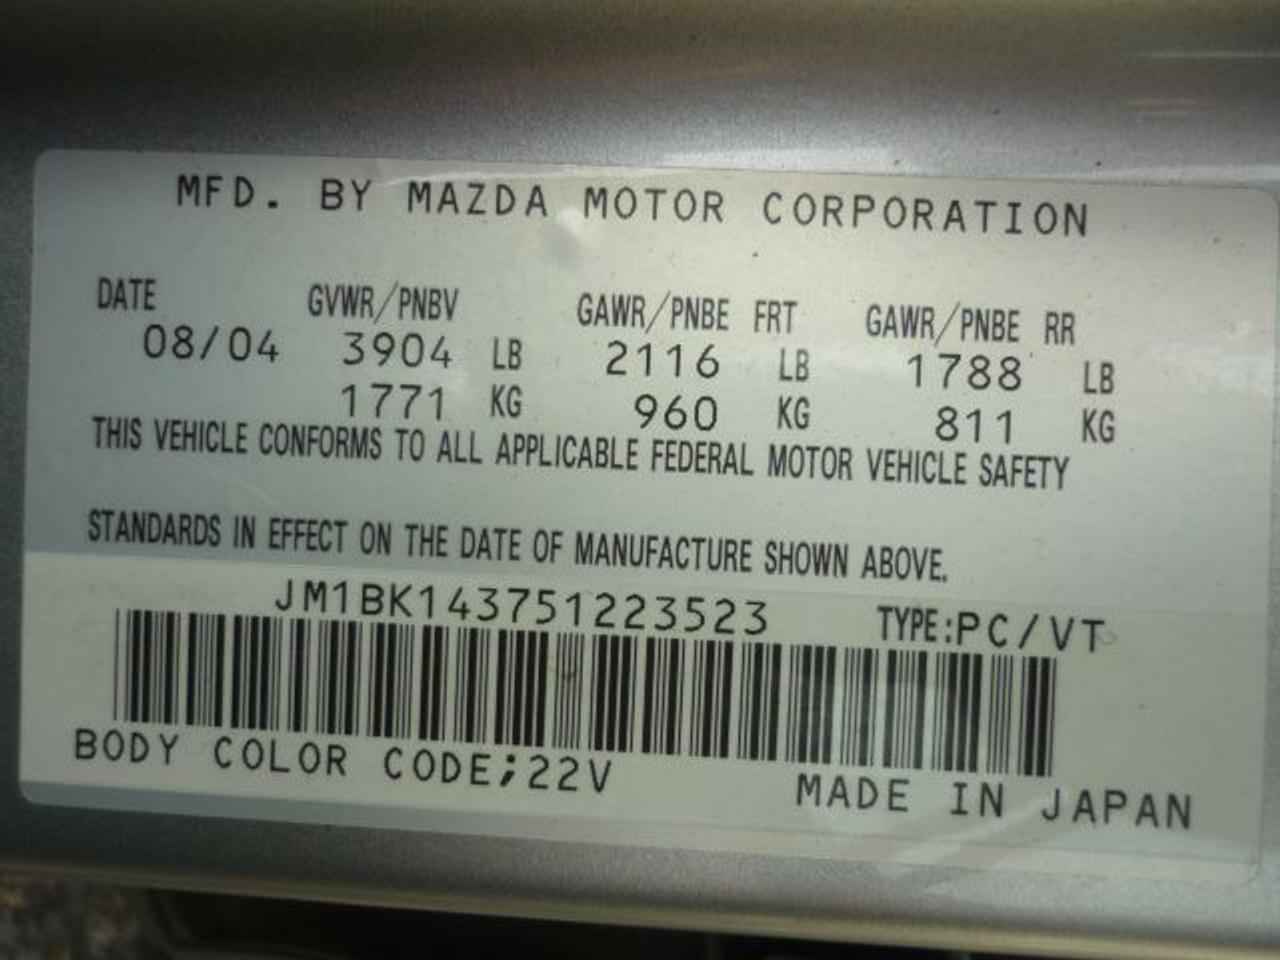 MFD. BY MAZDA MOTOR CORPORATION
DATE GVWR/PNBV GAWR/PNBE FRT GAWR/PNBE RR
08/04 3904 LB 2116 LB 1788 LB
1771 KG 960 KG 811 KG
THIS VEHICLE CONFORMS TO ALL APPLICABLE FEDERAL MOTOR VEHICLE SAFETY
STANDARDS IN EFFECT ON THE DATE OF MANUFACTURE SHOWN ABOVE.
JM1BK143751223523 TYPE:PC/VT
BODY COLOR CODE;22V MADE IN JAPAN